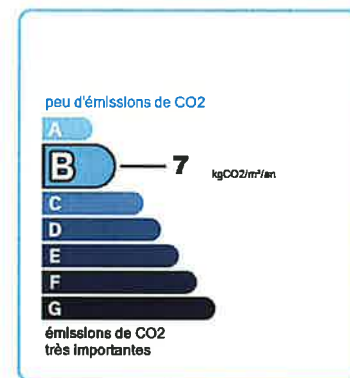 peu d'émissions de CO2
A
B 7 kgCO2/m²/an
C
D
E
F
G
émissions de CO2
très importantes